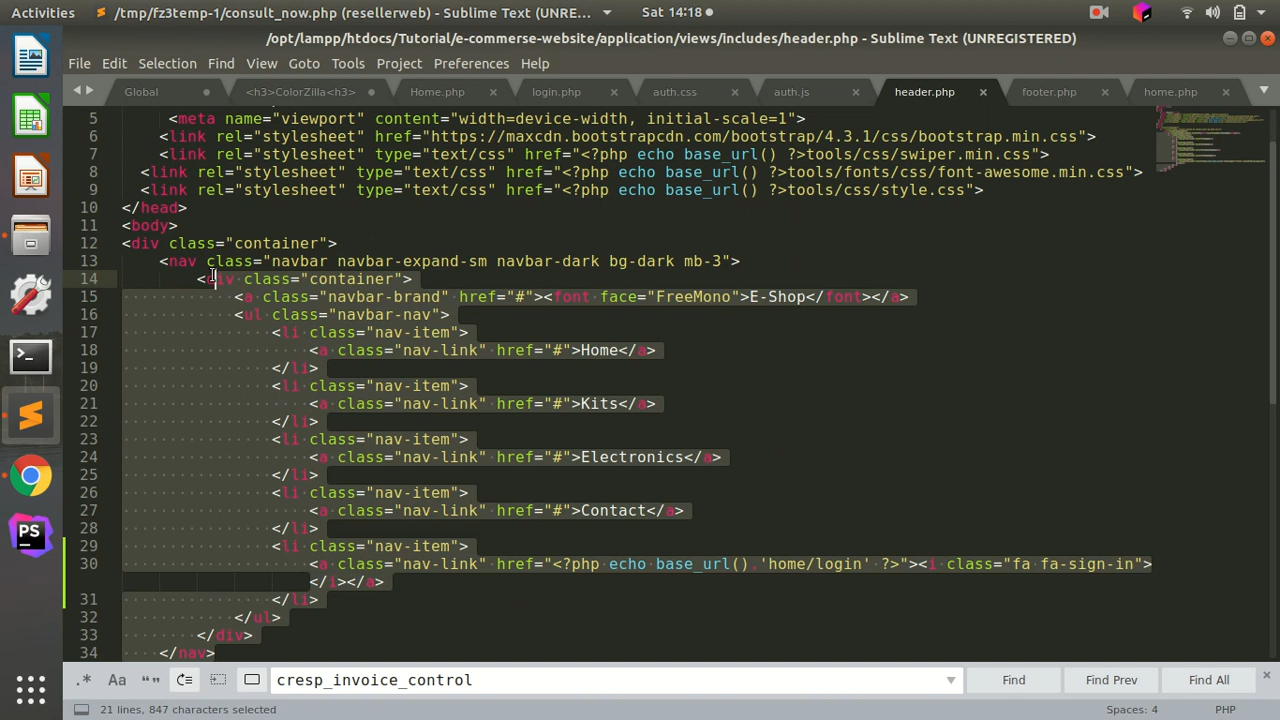 Activities
/tmp/fz3temp-1/consult_now.php (resellerweb) - Sublime Text (UNRE...
Sat 14:18
/opt/lampp/htdocs/Tutorial/e-commerse-website/application/views/includes/header.php - Sublime Text (UNREGISTERED)
File Edit Selection Find View Goto Tools Project Preferences Help
Global <h3>ColorZilla<h3> Home.php login.php auth.css auth.js header.php footer.php home.php
5 <meta name="viewport" content="width=device-width, initial-scale=1">
6 <link rel="stylesheet" href="https://maxcdn.bootstrapcdn.com/bootstrap/4.3.1/css/bootstrap.min.css">
7 <link rel="stylesheet" type="text/css" href="<?php echo base_url() ?>tools/css/swiper.min.css">
8 <link rel="stylesheet" type="text/css" href="<?php echo base_url() ?>tools/fonts/css/font-awesome.min.css">
9 <link rel="stylesheet" type="text/css" href="<?php echo base_url() ?>tools/css/style.css">
10 </head>
11 <body>
12 <div class="container">
13 <nav class="navbar navbar-expand-sm navbar-dark bg-dark mb-3">
14 <div class="container">
15 <a class="navbar-brand" href="#"><font face="FreeMono">E-Shop</font></a>
16 <ul class="navbar-nav">
17 <li class="nav-item">
18 <a class="nav-link" href="#">Home</a>
19 </li>
20 <li class="nav-item">
21 <a class="nav-link" href="#">Kits</a>
22 </li>
23 <li class="nav-item">
24 <a class="nav-link" href="#">Electronics</a>
25 </li>
26 <li class="nav-item">
27 <a class="nav-link" href="#">Contact</a>
28 </li>
29 <li class="nav-item">
30 <a class="nav-link" href="<?php echo base_url().'home/login' ?>"><i class="fa fa-sign-in">
</i></a>
31 </li>
32 </ul>
33 </div>
34 </nav>
.* Aa “” cresp_invoice_control Find Find Prev Find All
21 lines, 847 characters selected
Spaces: 4 PHP
PS